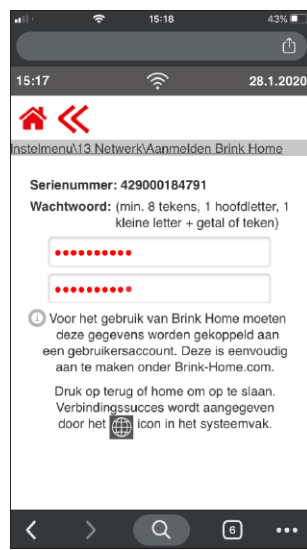 15:18
43%
15:17
28.1.2020
Instelmenu\13 Netwerk\Aanmelden Brink Home
Serienummer: 429000184791
Wachtwoord: (min. 8 tekens, 1 hoofdletter, 1
kleine letter + getal of teken)
Voor het gebruik van Brink Home moeten
deze gegevens worden gekoppeld aan
een gebruikersaccount. Deze is eenvoudig
aan te maken onder Brink-Home.com.
Druk op terug of home om op te slaan.
Verbindingssucces wordt aangegeven
door het icon in het systeemvak.
6